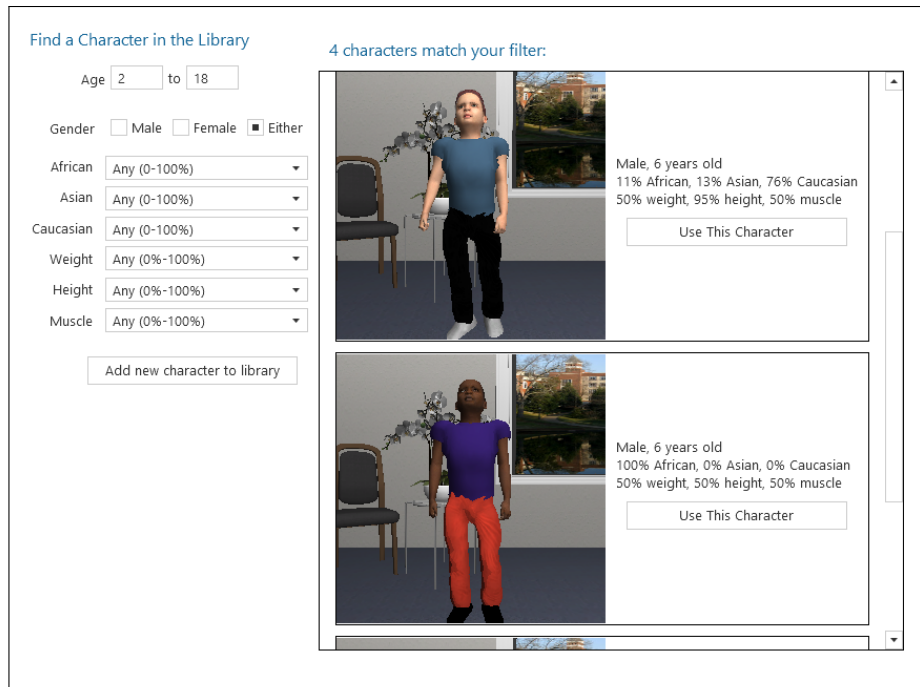 Find a Character in the Library
Age 2 to 18
Gender Male Female Either
African Any (0-100%)
Asian Any (0-100%)
Caucasian Any (0-100%)
Weight Any (0%-100%)
Height Any (0%-100%)
Muscle Any (0%-100%)
Add new character to library
4 characters match your filter:
Male, 6 years old
11% African, 13% Asian, 76% Caucasian
50% weight, 95% height, 50% muscle
Use This Character
Male, 6 years old
100% African, 0% Asian, 0% Caucasian
50% weight, 50% height, 50% muscle
Use This Character